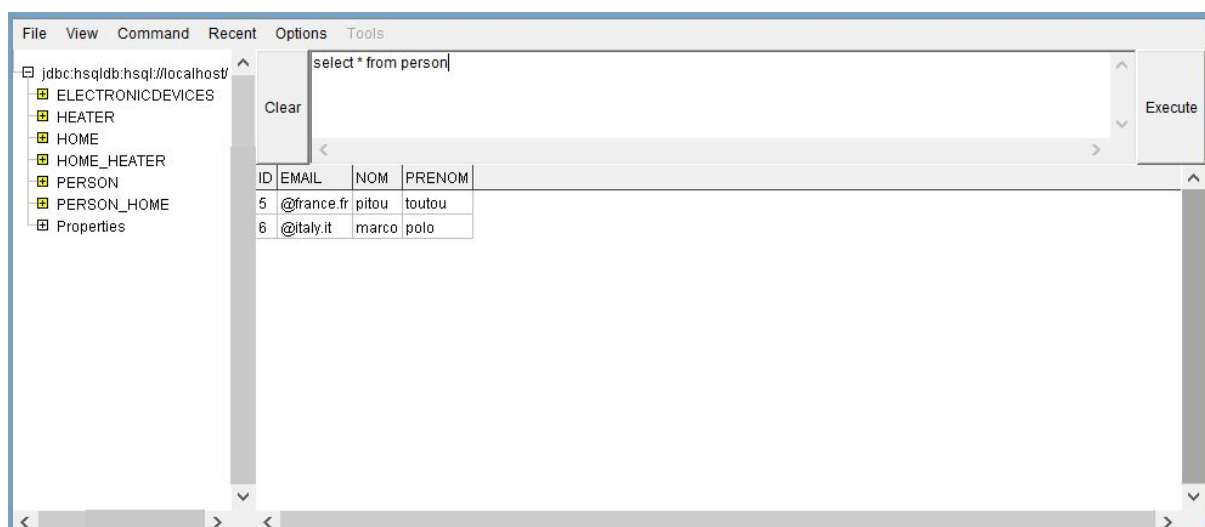 File View Command Recent Options Tools
jdbc:hsqldb:hsql://localhost/
ELECTRONICDEVICES
HEATER
HOME
HOME_HEATER
PERSON
PERSON_HOME
Properties
Clear
select * from person
Execute
ID EMAIL NOM PRENOM
5 @france.fr pitou toutou
6 @italy.it marco polo